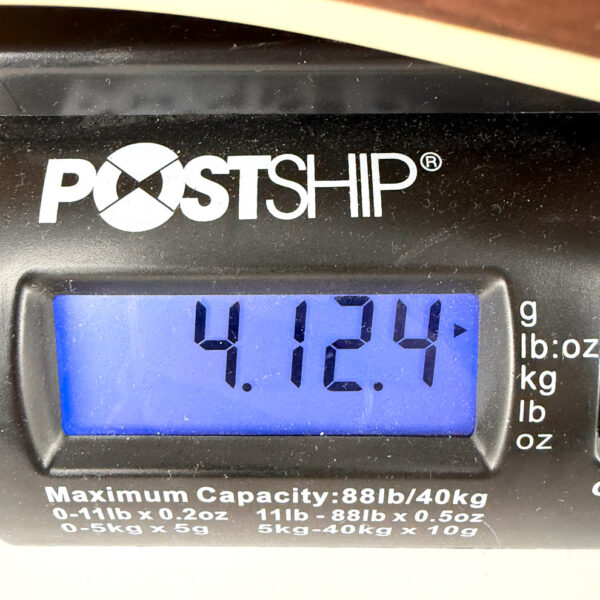 POSTSHIP®
4.12.4
g
lb:oz
kg
lb
oz
Maximum Capacity:88lb/40kg
0-11lb x 0.2oz 11lb - 88lb x 0.5oz
0-5kg x 5g 5kg-40kg x 10g